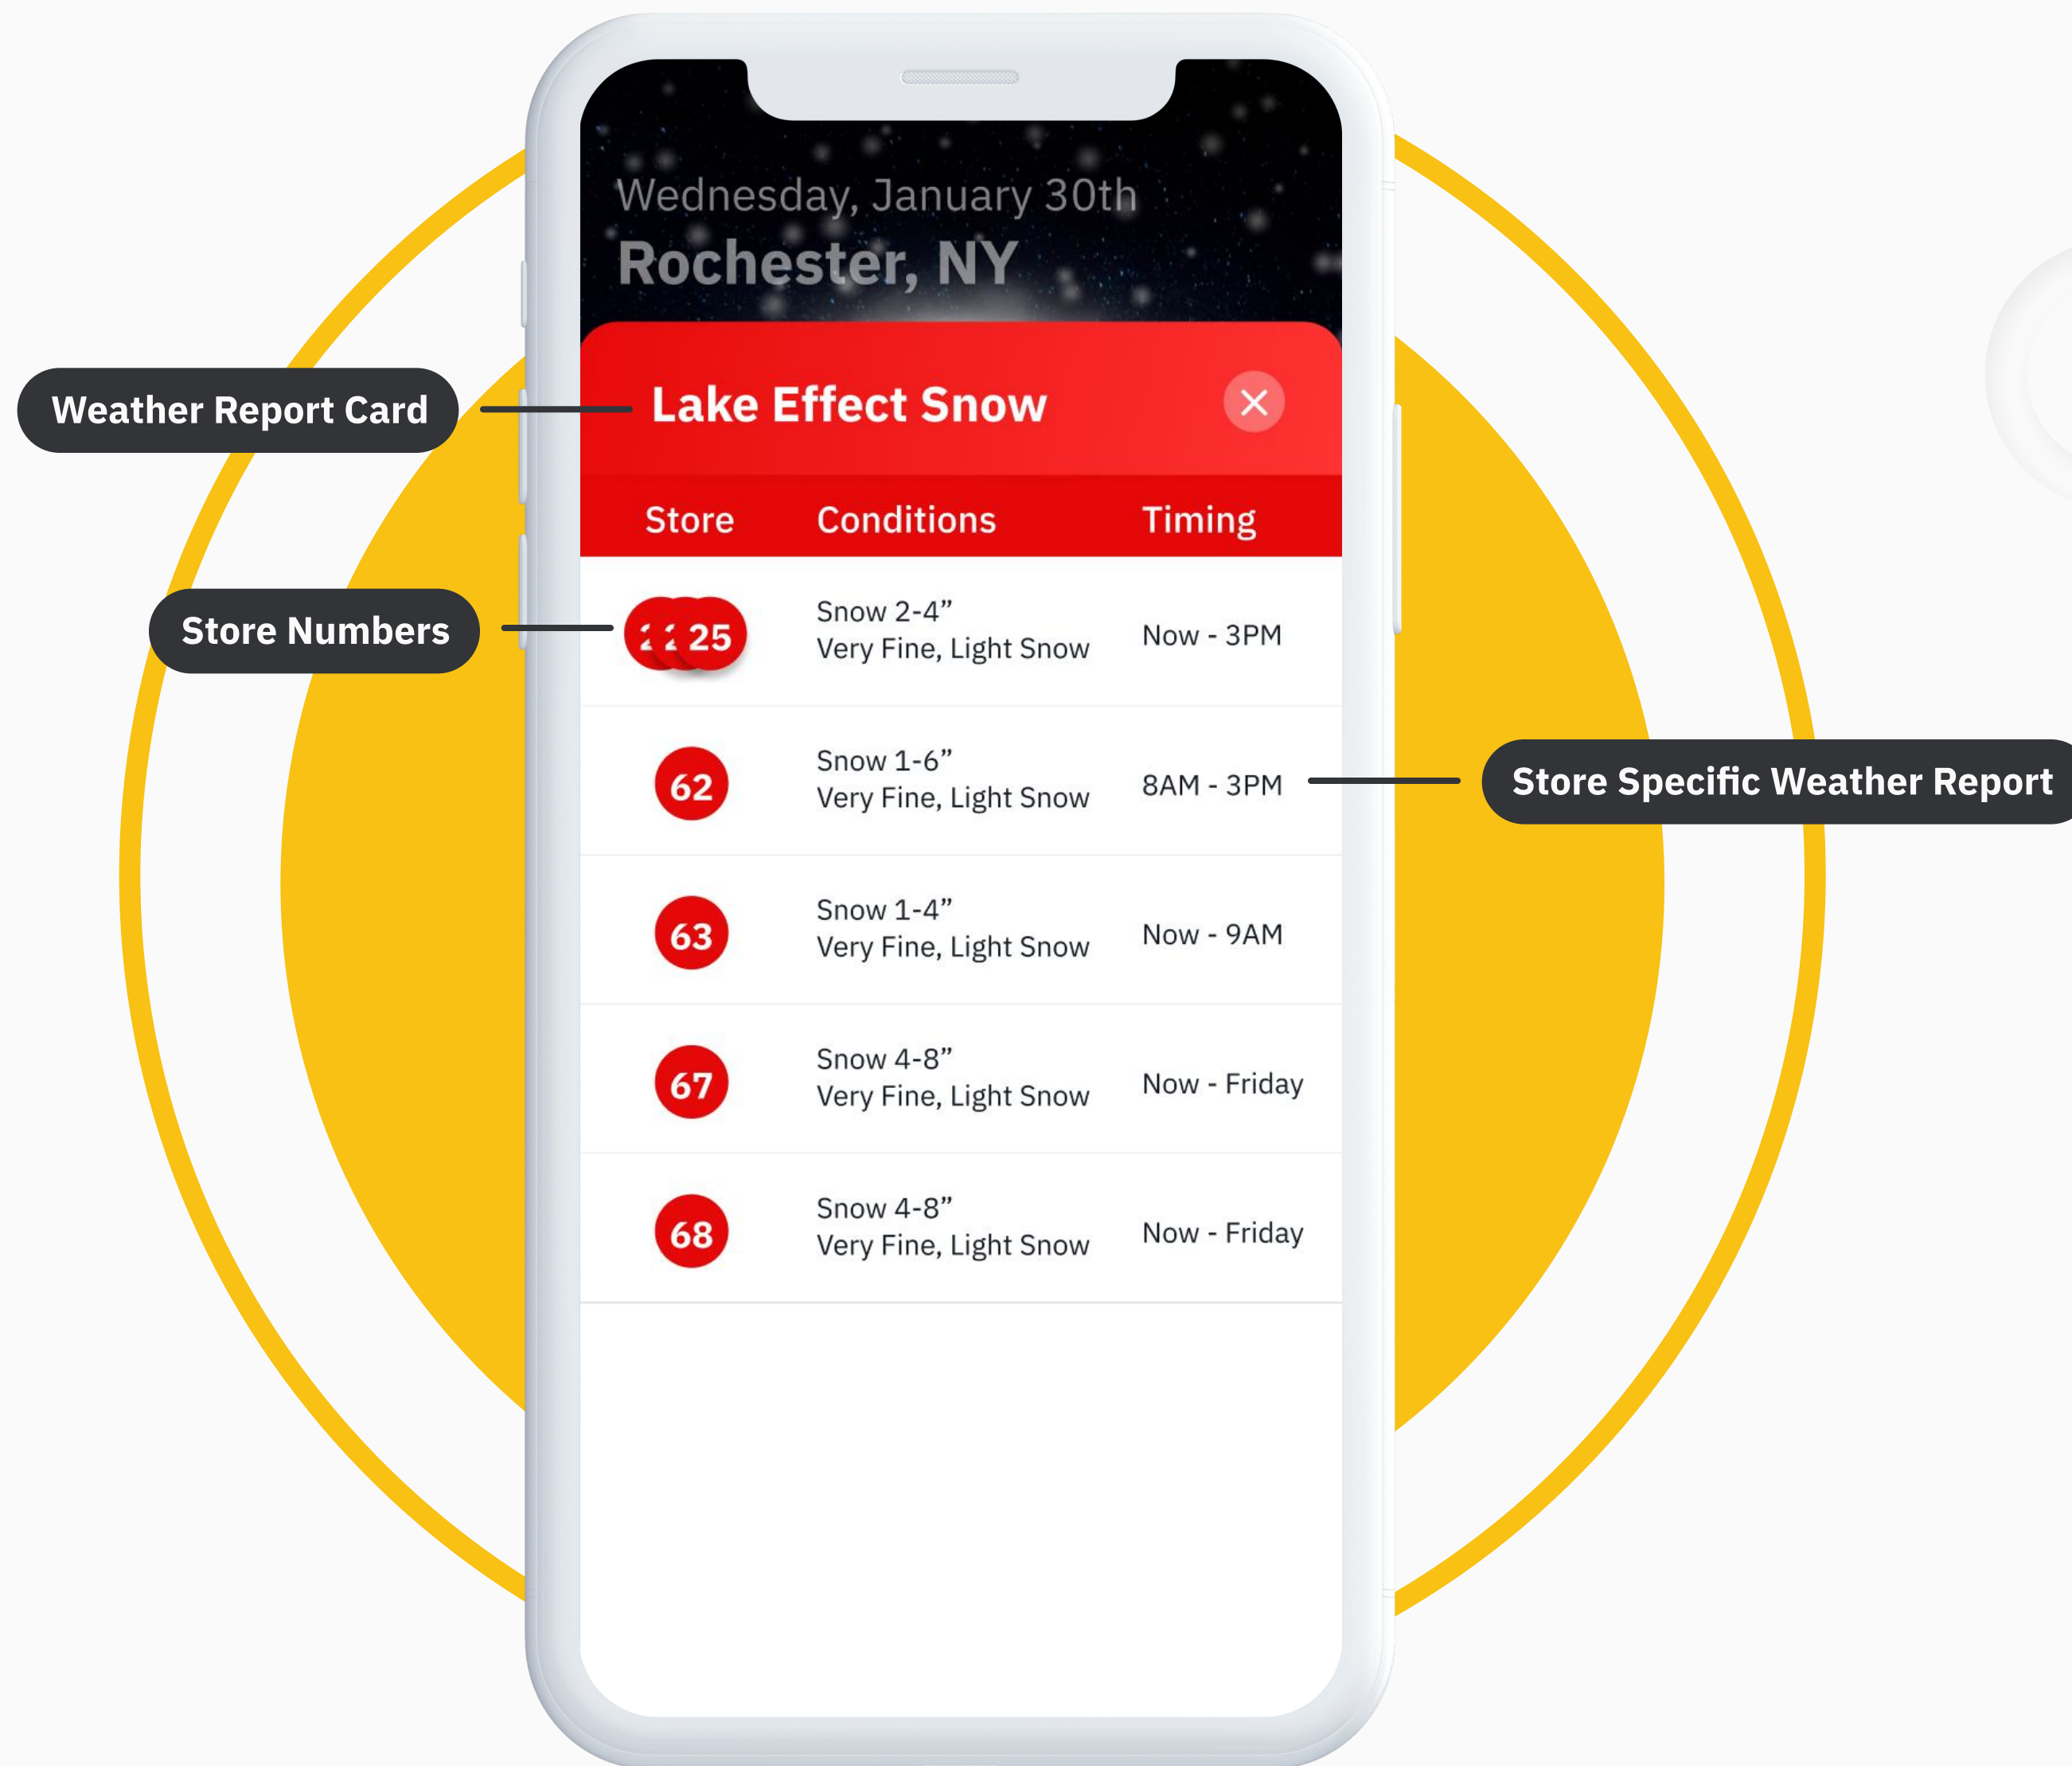 Wednesday, January 30th
Rochester, NY
Weather Report Card
Lake Effect Snow
Store Conditions Timing
Store Numbers
25
Snow 2-4”
Very Fine, Light Snow
Now - 3PM
62
Snow 1-6”
Very Fine, Light Snow
8AM - 3PM
Store Specific Weather Report
63
Snow 1-4”
Very Fine, Light Snow
Now - 9AM
67
Snow 4-8”
Very Fine, Light Snow
Now - Friday
68
Snow 4-8”
Very Fine, Light Snow
Now - Friday